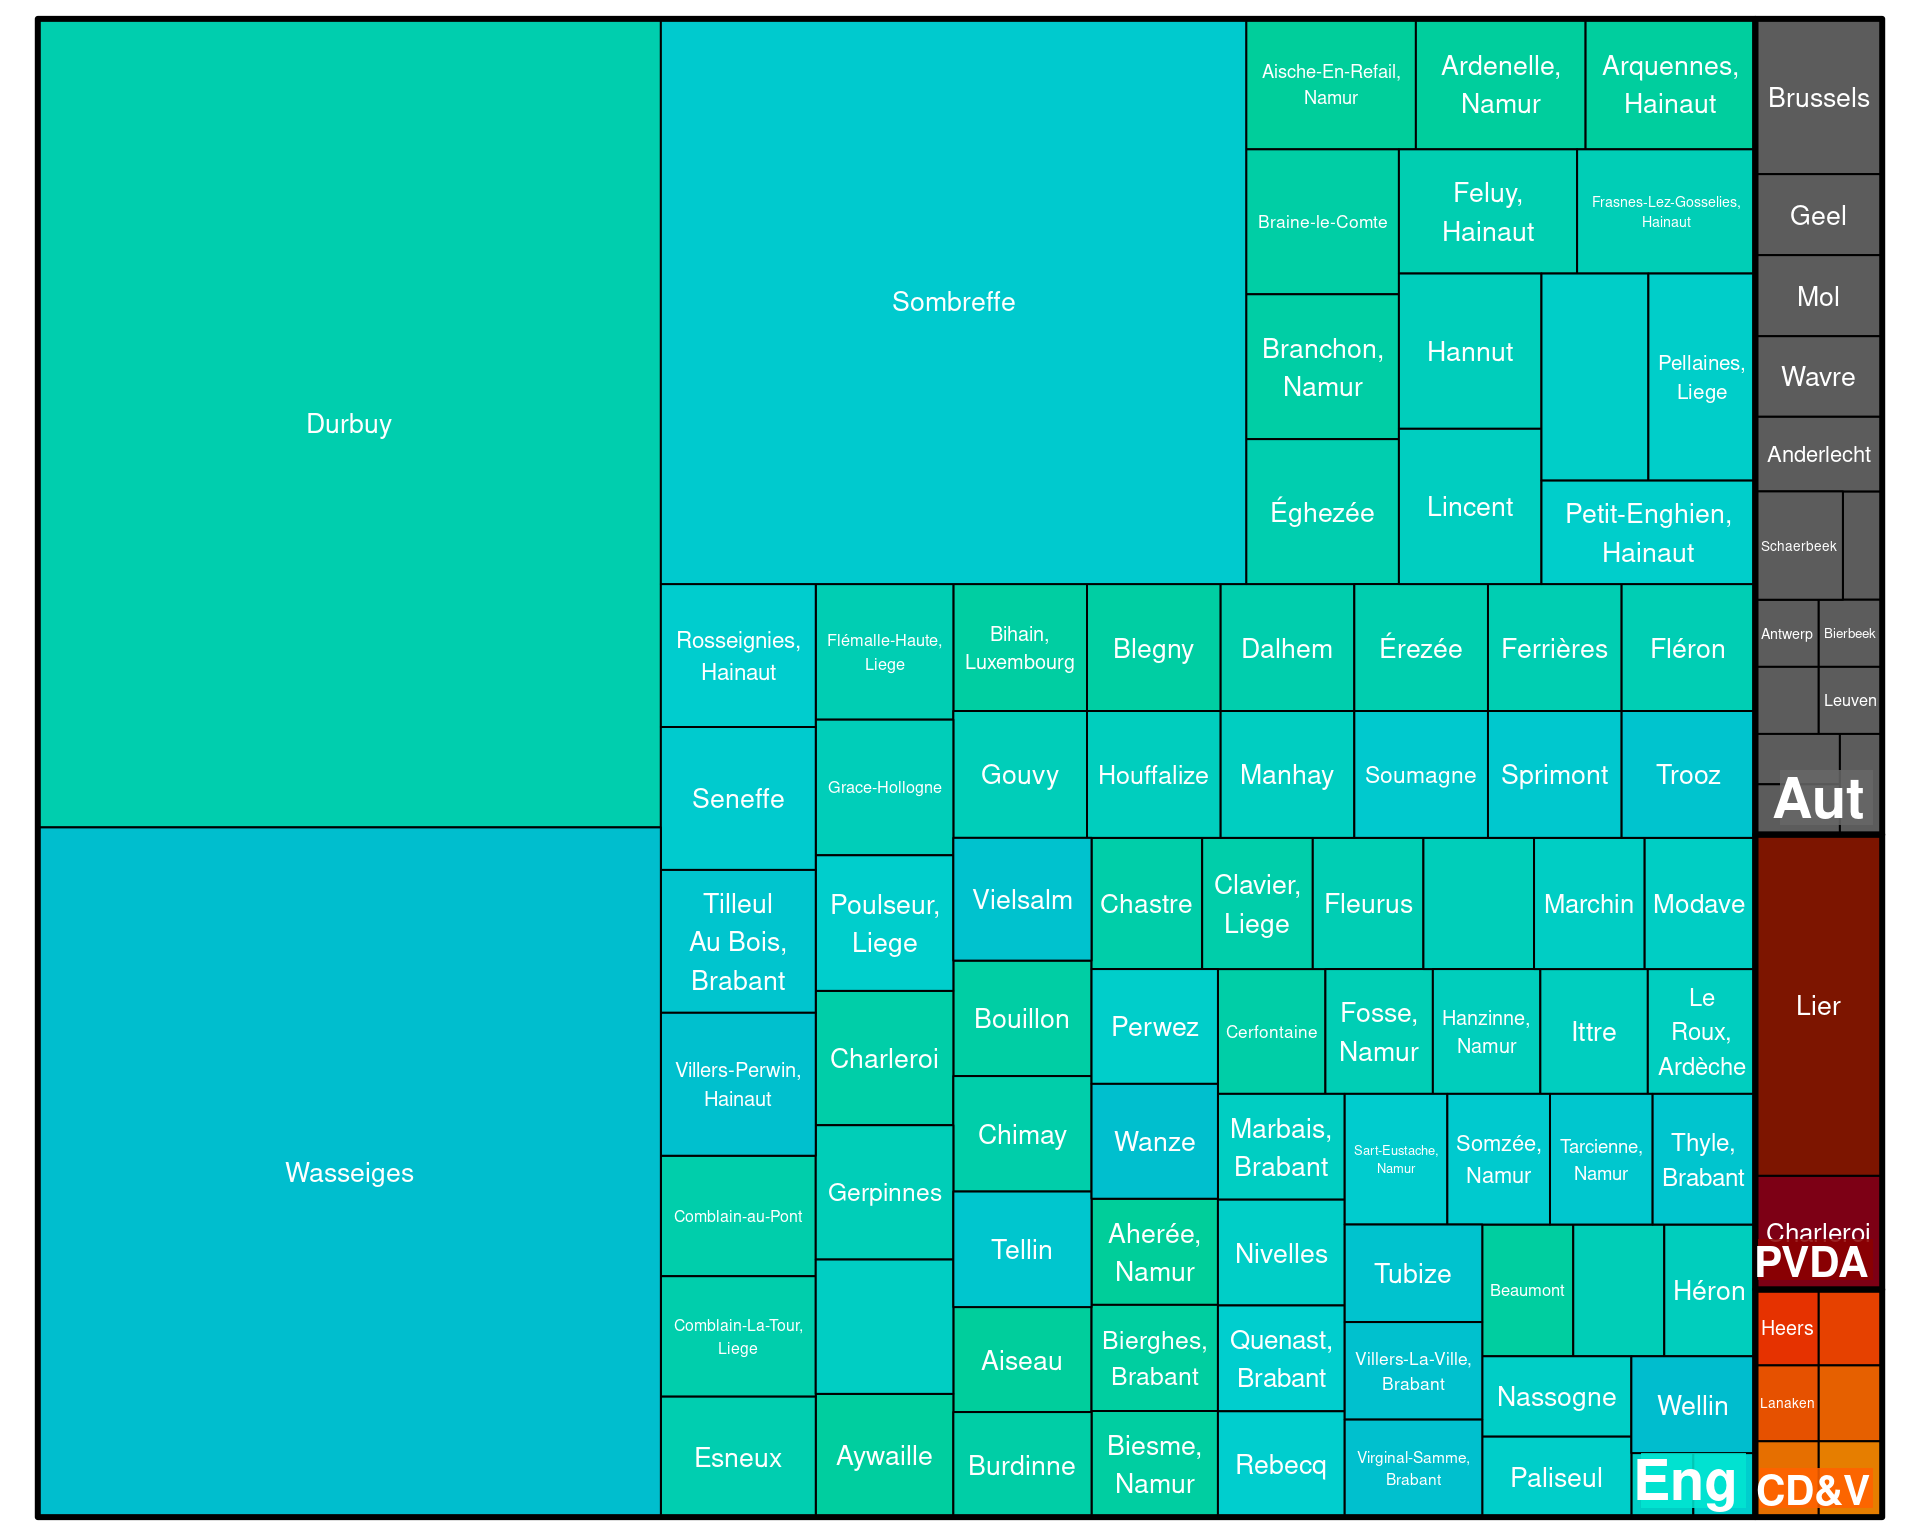 Durbuy
Wasseiges
Sombreffe
Aische-En-Refail,
Namur
Ardenelle,
Namur
Arquennes,
Hainaut
Braine-le-Comte
Feluy,
Hainaut
Frasnes-Lez-Gosselies,
Hainaut
Branchon,
Namur
Hannut
Pellaines,
Liege
Éghezée
Lincent
Petit-Enghien,
Hainaut
Rosseignies,
Hainaut
Seneffe
Tilleul
Au Bois,
Brabant
Villers-Perwin,
Hainaut
Comblain-au-Pont
Comblain-La-Tour,
Liege
Esneux
Flémalle-Haute,
Liege
Grace-Hollogne
Poulseur,
Liege
Charleroi
Gerpinnes
Aywaille
Bihain,
Luxembourg
Blegny
Dalhem
Érezée
Ferrières
Fléron
Gouvy
Houffalize
Manhay
Soumagne
Sprimont
Trooz
Vielsalm
Bouillon
Chimay
Tellin
Aiseau
Burdinne
Chastre
Clavier,
Liege
Fleurus
Marchin
Modave
Perwez
Wanze
Aherée,
Namur
Bierghes,
Brabant
Biesme,
Namur
Cerfontaine
Fosse,
Namur
Hanzinne,
Namur
Ittre
Le
Roux,
Ardèche
Marbais,
Brabant
Nivelles
Quenast,
Brabant
Rebecq
Sart-Eustache,
Namur
Somzée,
Namur
Tarcienne,
Namur
Thyle,
Brabant
Tubize
Villers-La-Ville,
Brabant
Virginal-Samme,
Brabant
Beaumont
Héron
Nassogne
Wellin
Paliseul
Eng
Brussels
Geel
Mol
Wavre
Anderlecht
Schaerbeek
Antwerp
Bierbeek
Leuven
Aut
Lier
Charleroi
PVDA
Heers
Lanaken
CD&V